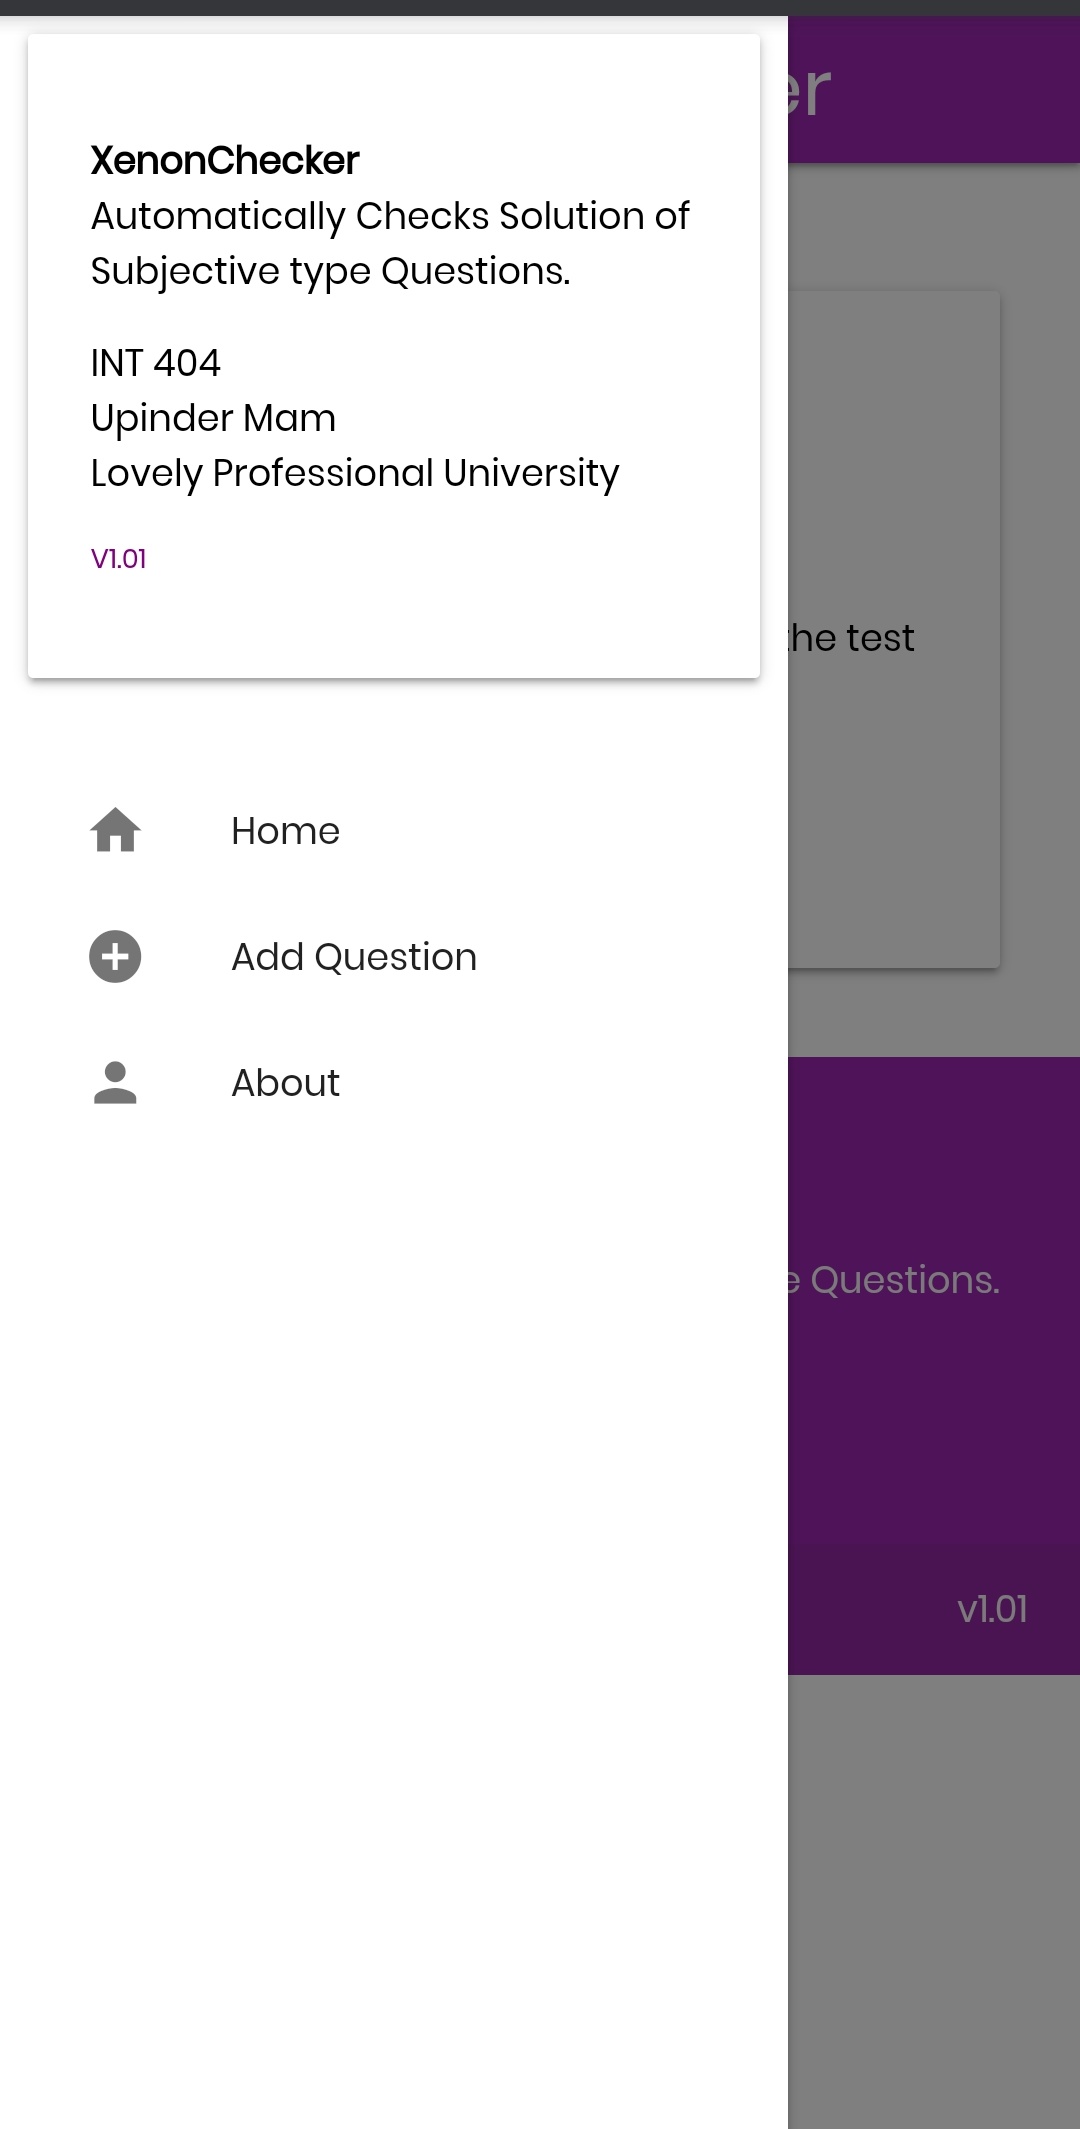 XenonChecker
Automatically Checks Solution of
Subjective type Questions.
INT 404
Upinder Mam
Lovely Professional University
V1.01
Home
Add Question
About
er
the test
e Questions.
v1.01